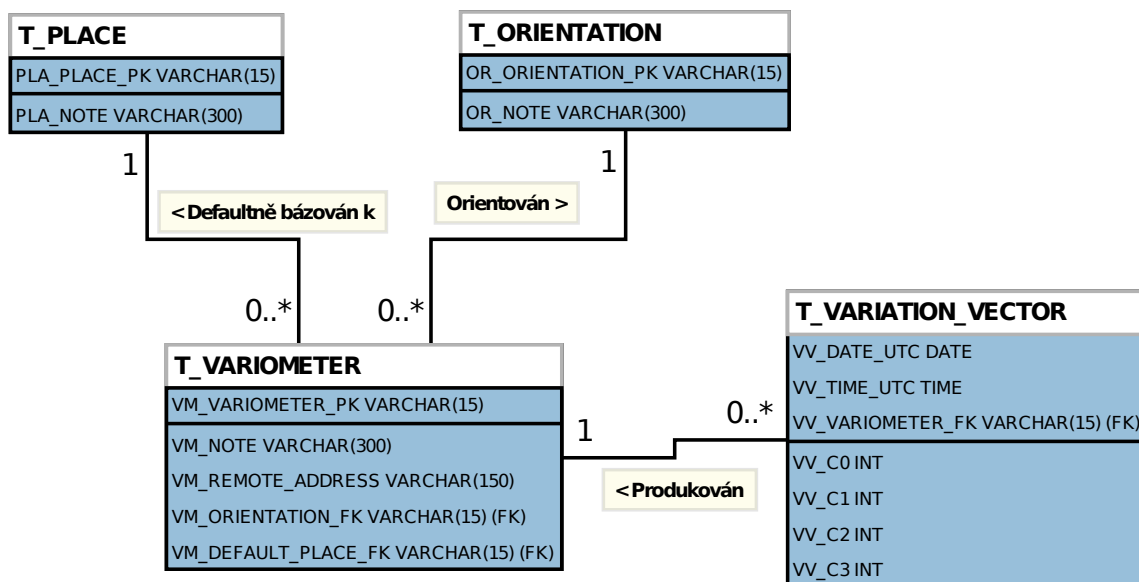 T_PLACE
PLA_PLACE_PK VARCHAR(15)
PLA_NOTE VARCHAR(300)
T_ORIENTATION
OR_ORIENTATION_PK VARCHAR(15)
OR_NOTE VARCHAR(300)
1
1
< Defaultně bázován k
Orientován >
0..*
0..*
T_VARIOMETER
VM_VARIOMETER_PK VARCHAR(15)
VM_NOTE VARCHAR(300)
VM_REMOTE_ADDRESS VARCHAR(150)
VM_ORIENTATION_FK VARCHAR(15) (FK)
VM_DEFAULT_PLACE_FK VARCHAR(15) (FK)
1
0..*
< Produkován
T_VARIATION_VECTOR
VV_DATE_UTC DATE
VV_TIME_UTC TIME
VV_VARIOMETER_FK VARCHAR(15) (FK)
VV_C0 INT
VV_C1 INT
VV_C2 INT
VV_C3 INT